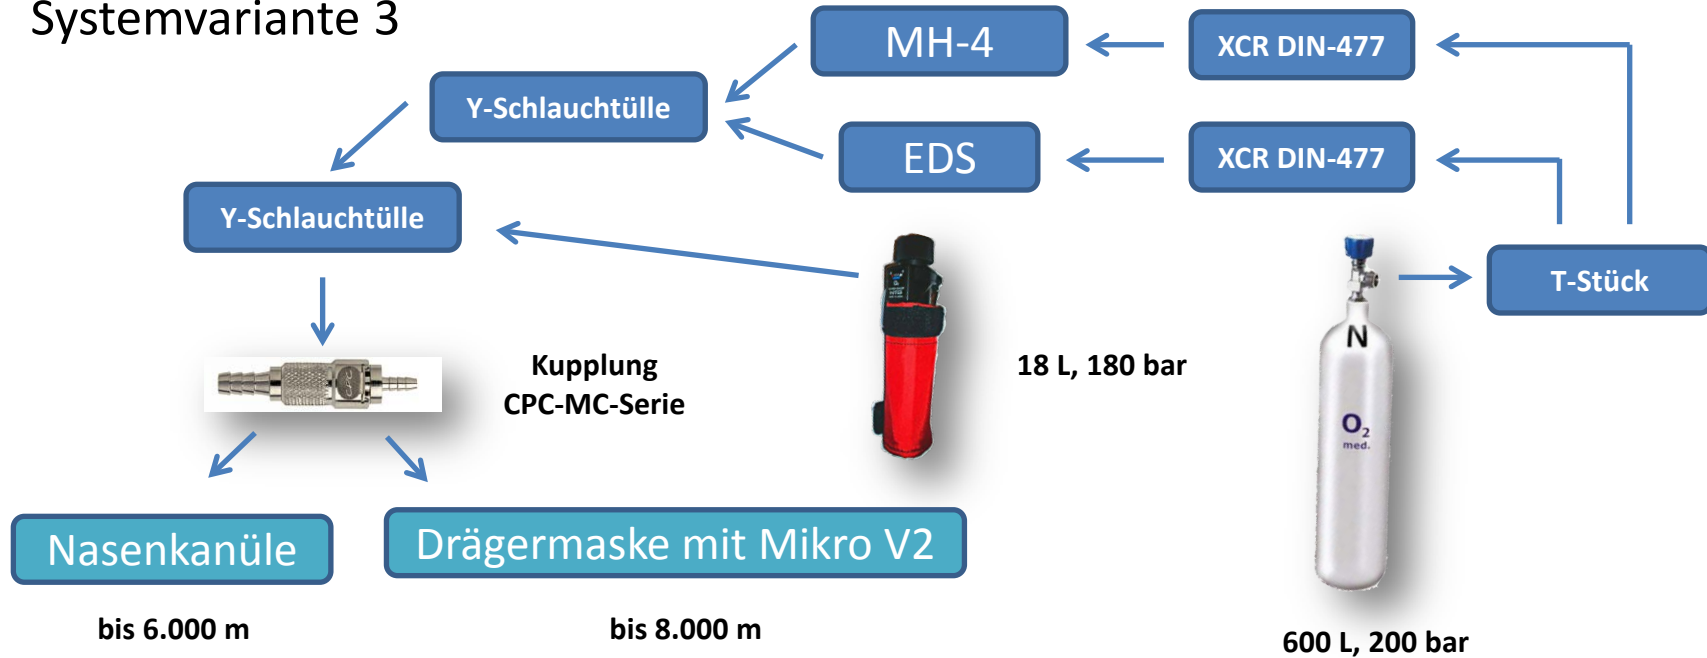 Systemvariante 3
MH-4
XCR DIN-477
Y-Schlauchtülle
EDS
XCR DIN-477
Y-Schlauchtülle
T-Stück
N
Kupplung
CPC-MC-Serie
18 L, 180 bar
CPC
O₂
med.
Nasenkanüle
Drägermaske mit Mikro V2
bis 6.000 m
bis 8.000 m
600 L, 200 bar